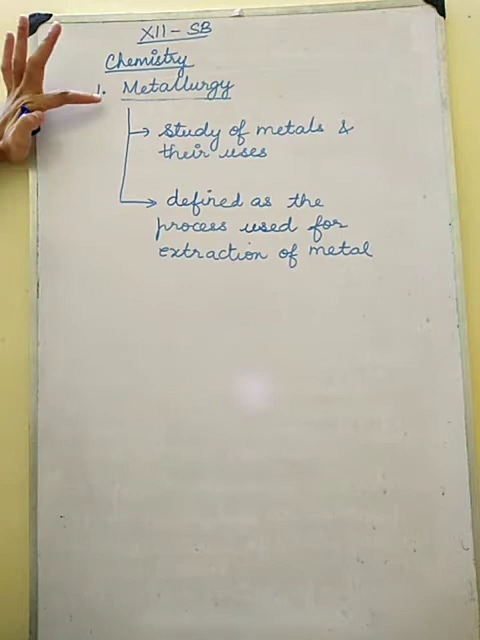 XII - SB
Chemistry
1. Metallurgy
study of metals &
their uses
defined as the
process used for
extraction of metal